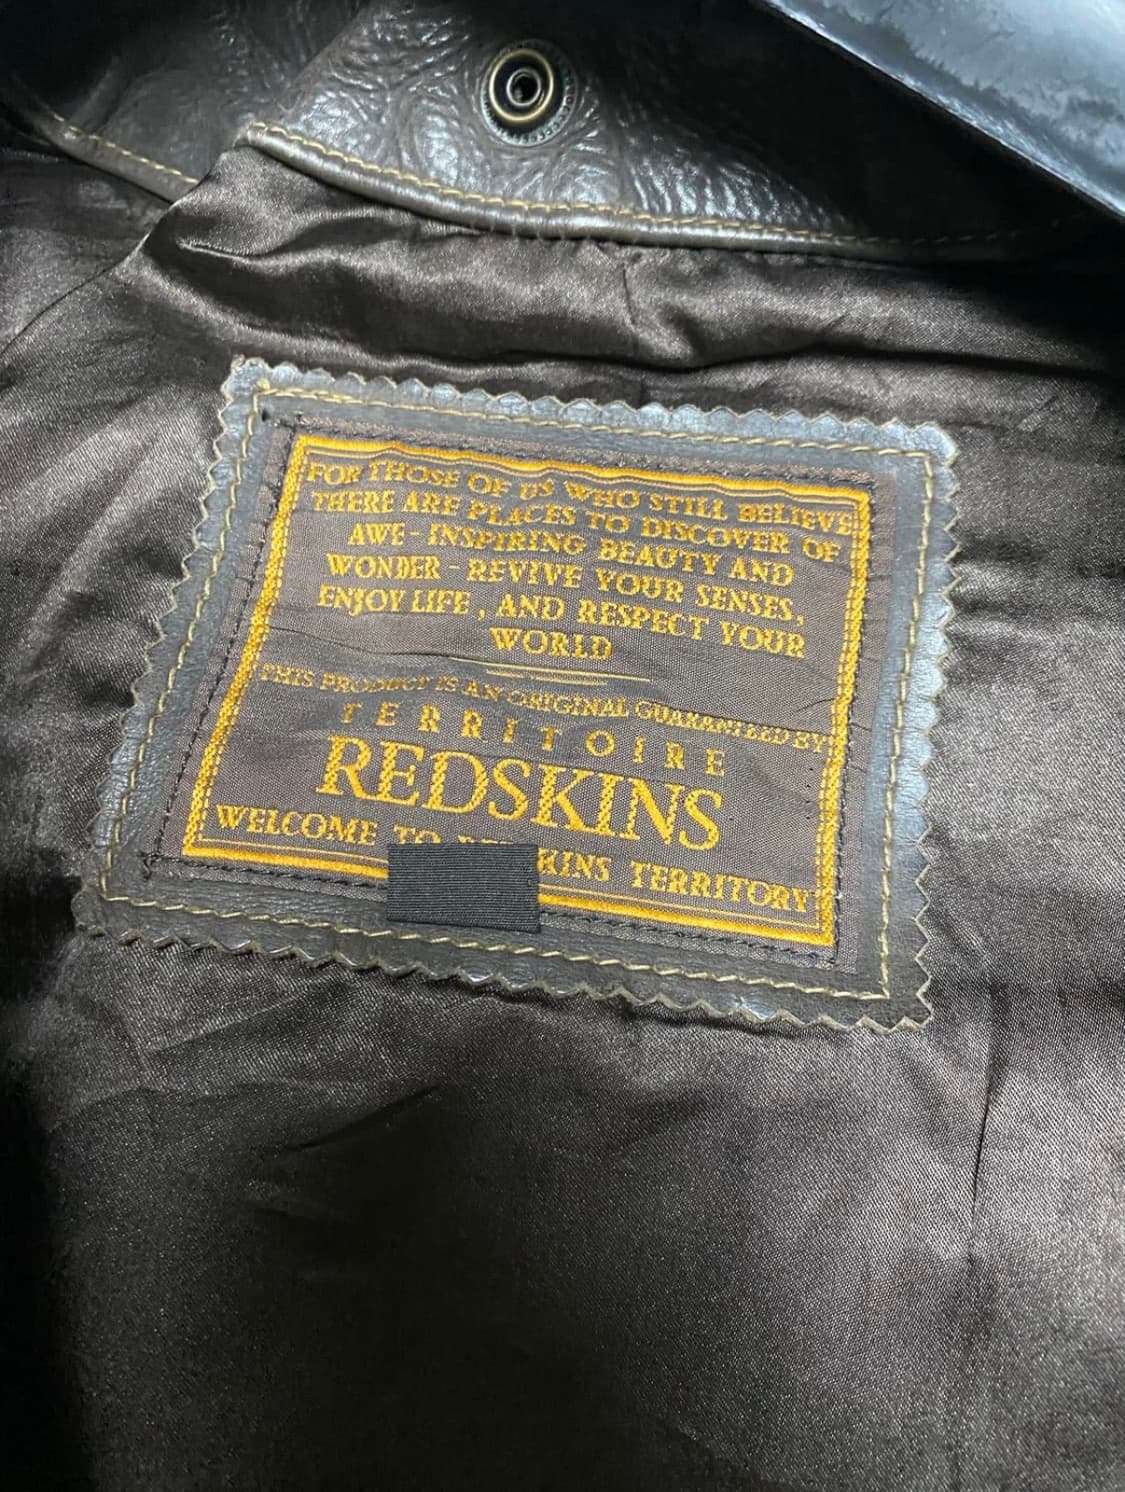 FOR THOSE OF US WHO STILL BELIEVE
THERE ARE PLACES TO DISCOVER OF
AWE - INSPIRING BEAUTY AND
WONDER - REVIVE YOUR SENSES,
ENJOY LIFE, AND RESPECT YOUR
WORLD
THIS PRODUCT IS AN ORIGINAL GUARANTEED BY
TERRITOIRE
REDSKINS
WELCOME TO REDSKINS TERRITORY